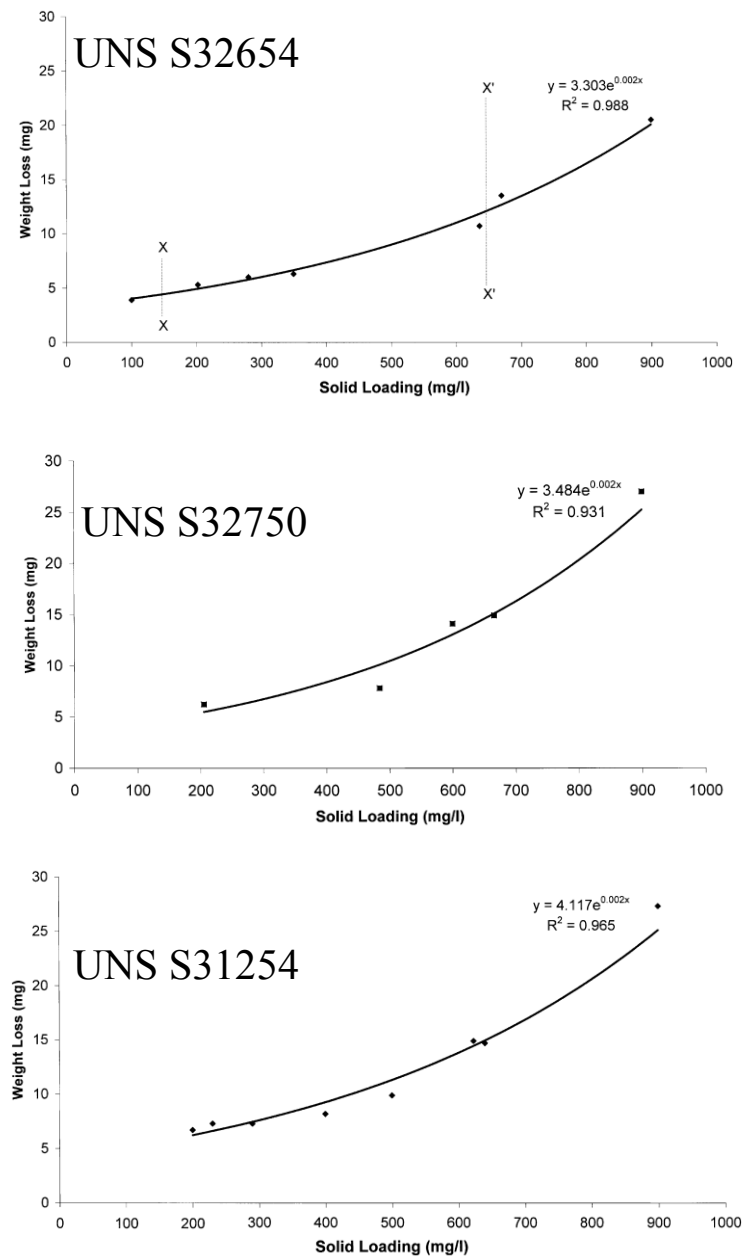 UNS S32654
30
25
20
15
10
5
0
Weight Loss (mg)
X'
y = 3.303e^0.002x
R² = 0.988
X
X
X'
0 100 200 300 400 500 600 700 800 900 1000
Solid Loading (mg/l)
UNS S32750
30
25
20
15
10
5
0
Weight Loss (mg)
y = 3.484e^0.002x
R² = 0.931
0 100 200 300 400 500 600 700 800 900 1000
Solid Loading (mg/l)
UNS S31254
30
25
20
15
10
5
0
Weight Loss (mg)
y = 4.117e^0.002x
R² = 0.965
0 100 200 300 400 500 600 700 800 900 1000
Solid Loading (mg/l)